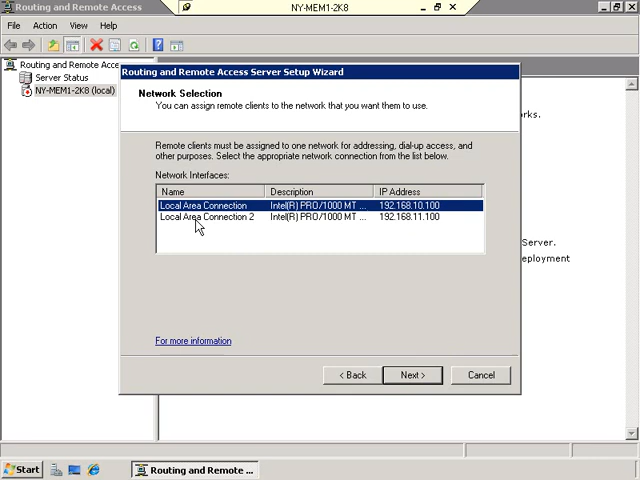 Routing and Remote Access
NY-MEM1-2K8
File Action View Help
Routing and Remote Acce
Server Status
NY-MEM1-2K8 (local)
Routing and Remote Access Server Setup Wizard
Network Selection
You can assign remote clients to the network that you want them to use.
Remote clients must be assigned to one network for addressing, dial-up access, and
other purposes. Select the appropriate network connection from the list below.
Network Interfaces:
Name Description IP Address
Local Area Connection Intel(R) PRO/1000 MT ... 192.168.10.100
Local Area Connection 2 Intel(R) PRO/1000 MT ... 192.168.11.100
For more information
< Back Next > Cancel
rks.
Server.
eployment
Start Routing and Remote ...